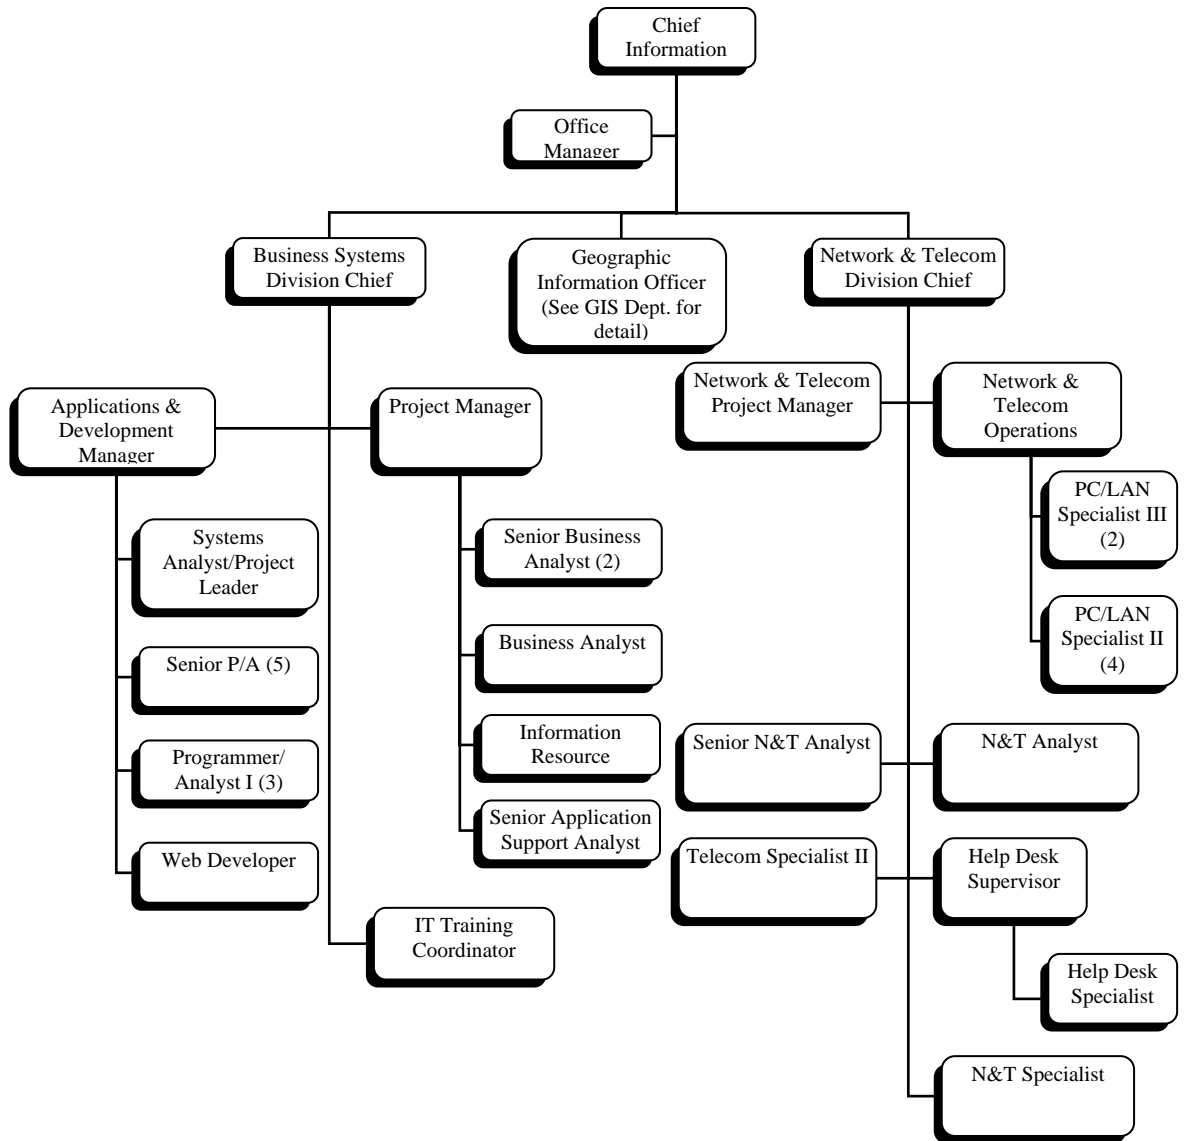 Chief
Information
Office
Manager
Business Systems
Division Chief
Geographic
Information Officer
(See GIS Dept. for
detail)
Network & Telecom
Division Chief
Applications &
Development
Manager
Project Manager
Network & Telecom
Project Manager
Network &
Telecom
Operations
Systems
Analyst/Project
Leader
Senior P/A (5)
Programmer/
Analyst I (3)
Web Developer
Senior Business
Analyst (2)
Business Analyst
Information
Resource
Senior Application
Support Analyst
IT Training
Coordinator
PC/LAN
Specialist III
(2)
PC/LAN
Specialist II
(4)
Senior N&T Analyst
N&T Analyst
Telecom Specialist II
Help Desk
Supervisor
Help Desk
Specialist
N&T Specialist